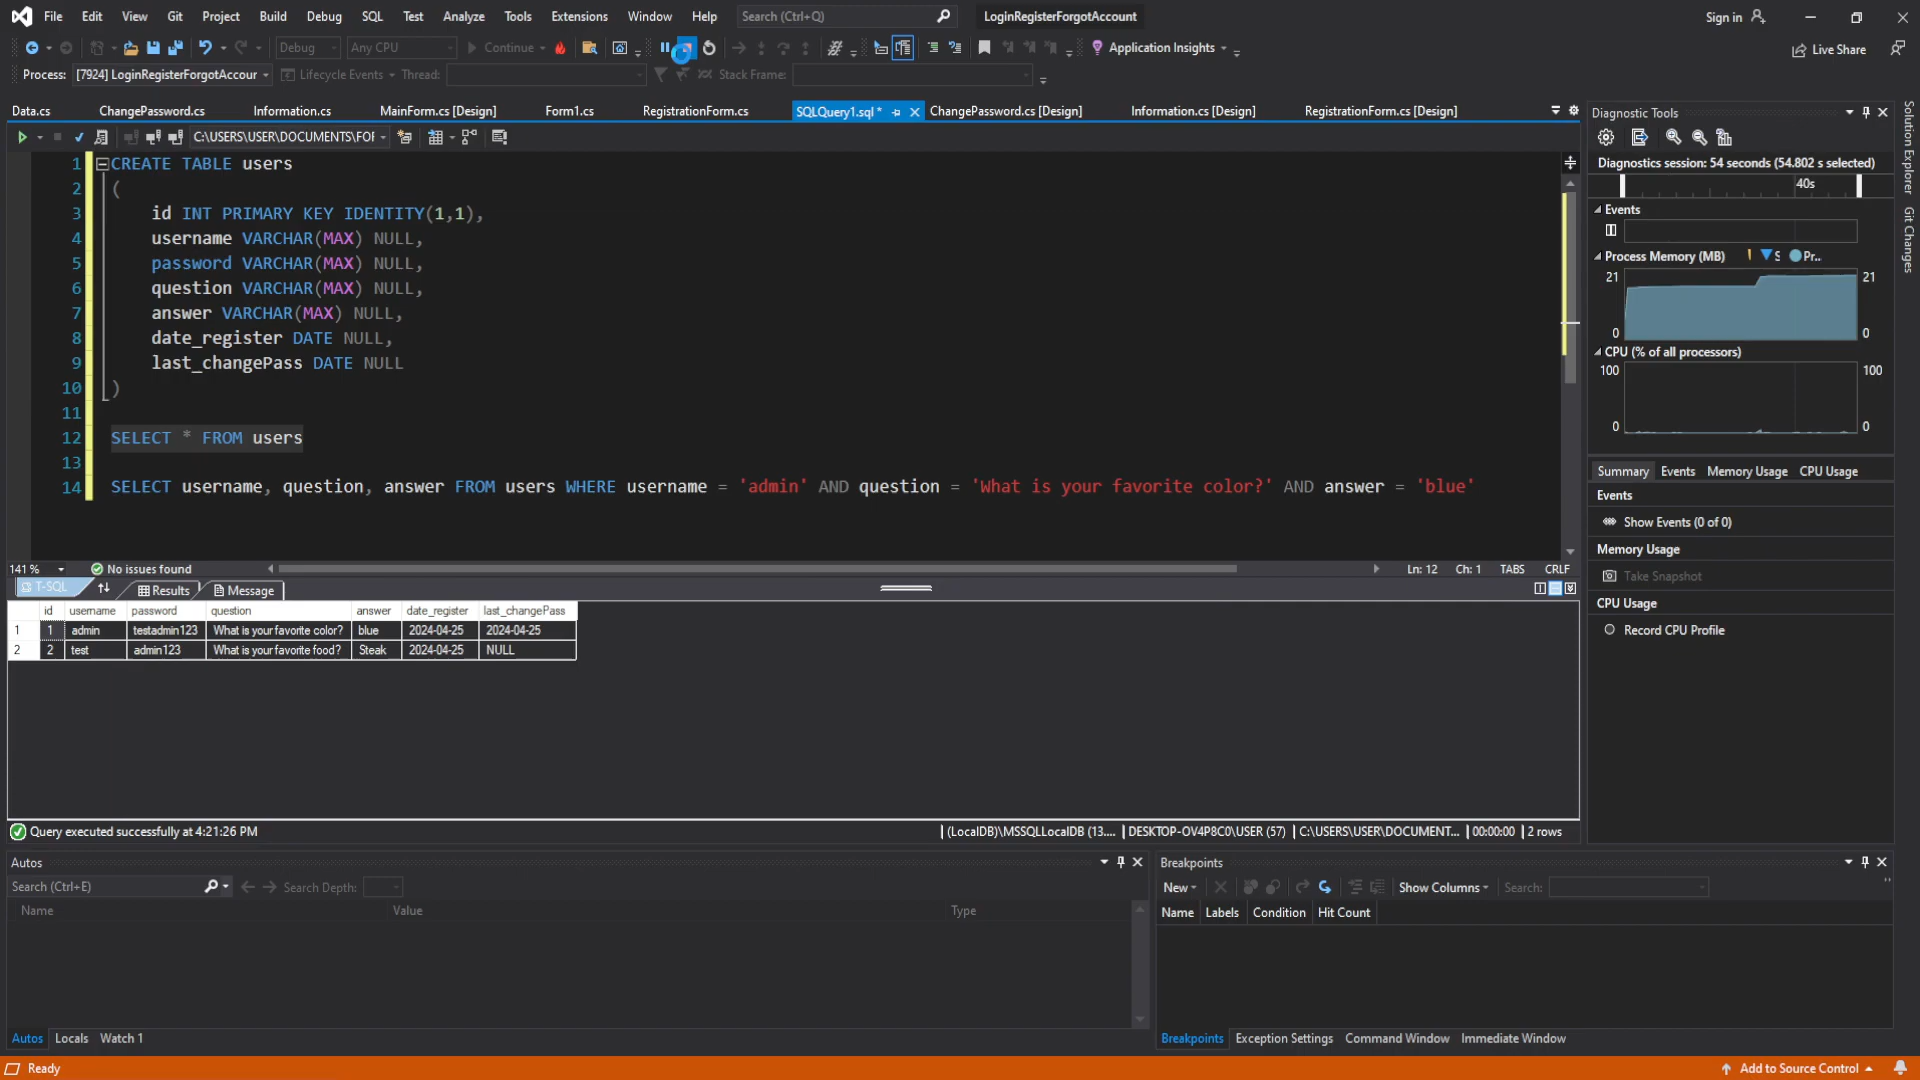 File Edit View Git Project Build Debug SQL Test Analyze Tools Extensions Window Help Search (Ctrl+Q) LoginRegisterForgotAccount Sign in
Debug Any CPU Continue Application Insights Live Share
Process: [7924] LoginRegisterForgotAccour Lifecycle Events Thread: Stack Frame:
Data.cs ChangePassword.cs Information.cs MainForm.cs [Design] Form1.cs RegistrationForm.cs SQLQuery1.sql * ChangePassword.cs [Design] Information.cs [Design] RegistrationForm.cs [Design]
C:\USERS\USER\DOCUMENTS\FOF
1 CREATE TABLE users
2 (
3 id INT PRIMARY KEY IDENTITY(1,1),
4 username VARCHAR(MAX) NULL,
5 password VARCHAR(MAX) NULL,
6 question VARCHAR(MAX) NULL,
7 answer VARCHAR(MAX) NULL,
8 date_register DATE NULL,
9 last_changePass DATE NULL
10 )
11
12 SELECT * FROM users
13
14 SELECT username, question, answer FROM users WHERE username = 'admin' AND question = 'What is your favorite color?' AND answer = 'blue'
141 % No issues found Ln: 12 Ch: 1 TABS CRLF
T-SQL Results Message
id username password question answer date_register last_changePass
1 1 admin testadmin123 What is your favorite color? blue 2024-04-25 2024-04-25
2 2 test admin123 What is your favorite food? Steak 2024-04-25 NULL
Query executed successfully at 4:21:26 PM (LocalDB)\MSSQLLocalDB (13.... DESKTOP-OV4P8C0\USER (57) C:\USERS\USER\DOCUMENT... 00:00:00 2 rows
Autos
Search (Ctrl+E) Search Depth:
Name Value Type
Autos Locals Watch 1
Breakpoints
New Show Columns Search:
Name Labels Condition Hit Count
Breakpoints Exception Settings Command Window Immediate Window
Diagnostic Tools
Diagnostics session: 54 seconds (54.802 s selected)
40s
Events
Process Memory (MB) S Pr...
21 21
0 0
CPU (% of all processors)
100 100
0 0
Summary Events Memory Usage CPU Usage
Events
Show Events (0 of 0)
Memory Usage
Take Snapshot
CPU Usage
Record CPU Profile
Solution Explorer
Git Changes
Ready Add to Source Control